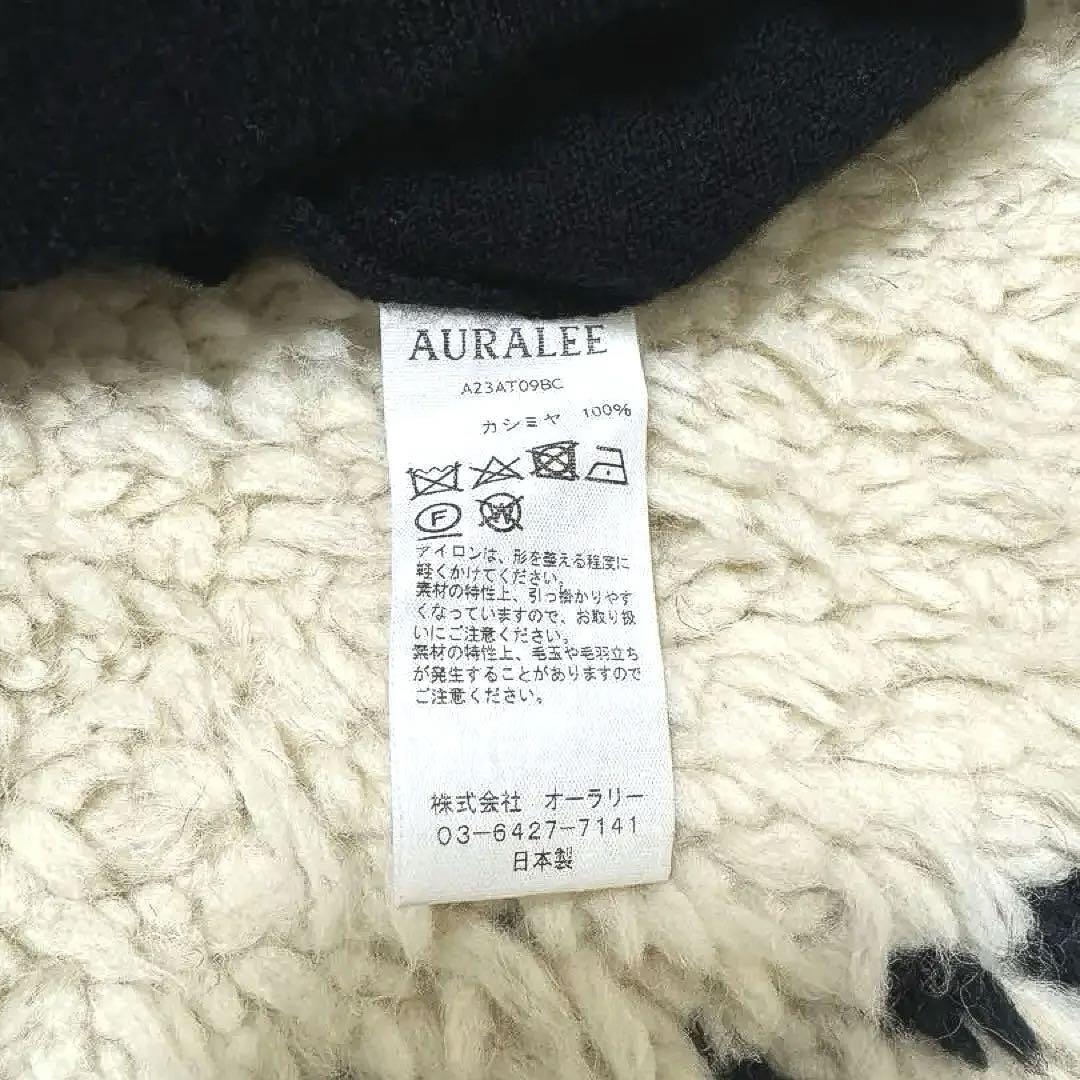 AURALEE
A23AT09BC
カシミヤ 100%
F
W
アイロンは、形を整える程度に
軽くかけてください。
素材の特性上、引っ掛かりやす
くなっていますので、お取り扱
いにご注意ください。
素材の特性上、毛玉や毛羽立ち
が発生することがありますので
ご注意ください。
株式会社 オーラリー
03-6427-7141
日本製